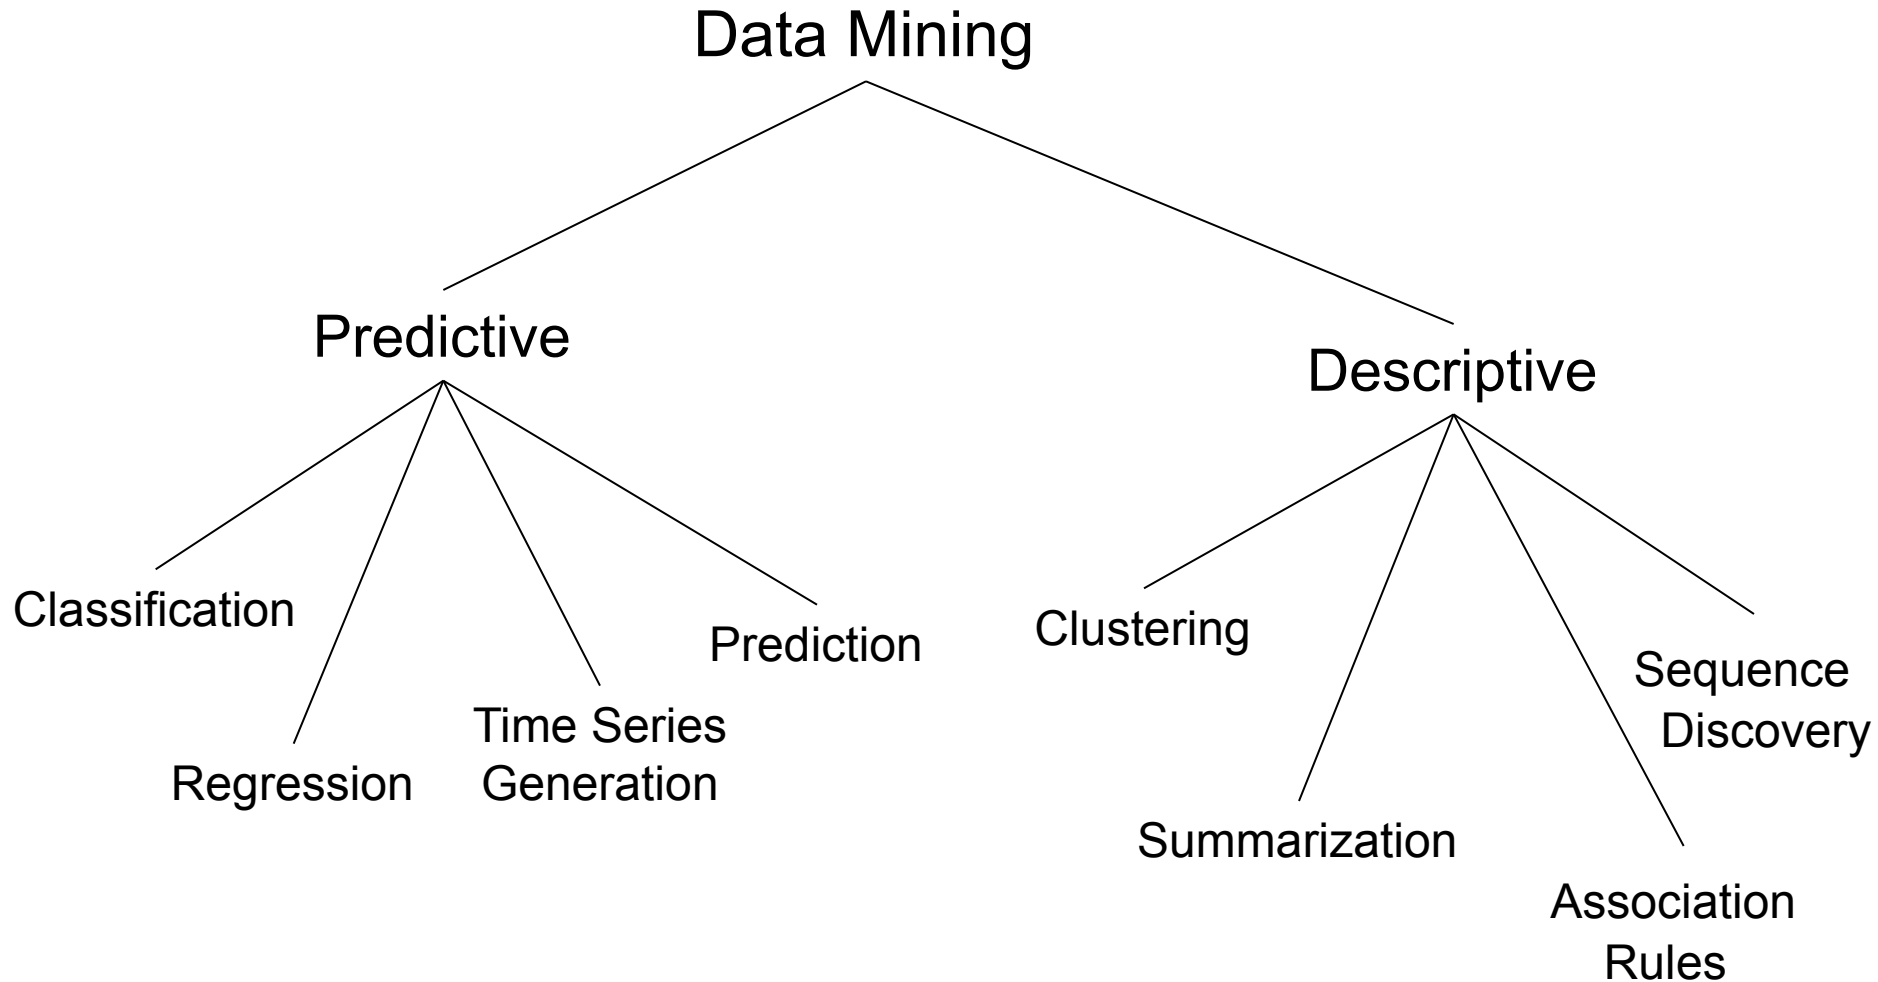 Data Mining
Predictive
Descriptive
Classification
Regression
Time Series
Generation
Prediction
Clustering
Summarization
Association
Rules
Sequence
Discovery